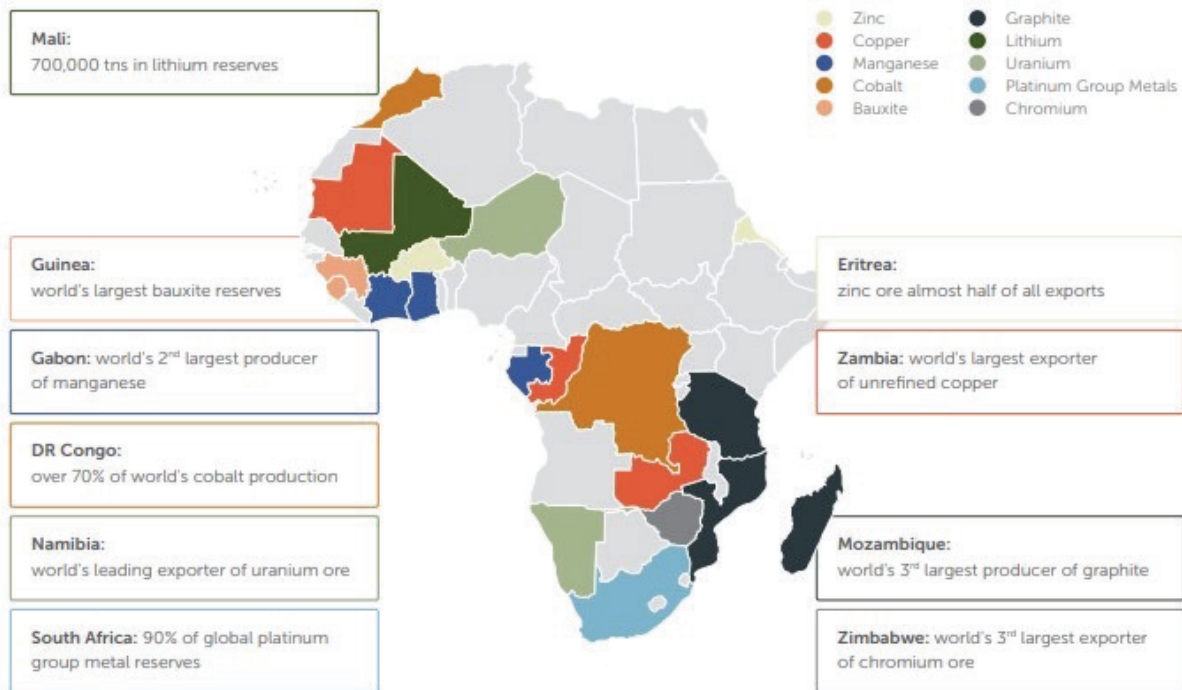 Mali:
700,000 tns in lithium reserves
Zinc
Copper
Manganese
Cobalt
Bauxite
Graphite
Lithium
Uranium
Platinum Group Metals
Chromium
Guinea:
world's largest bauxite reserves
Gabon: world's 2nd largest producer
of manganese
DR Congo:
over 70% of world's cobalt production
Namibia:
world's leading exporter of uranium ore
South Africa: 90% of global platinum
group metal reserves
Eritrea:
zinc ore almost half of all exports
Zambia: world's largest exporter
of unrefined copper
Mozambique:
world's 3rd largest producer of graphite
Zimbabwe: world's 3rd largest exporter
of chromium ore